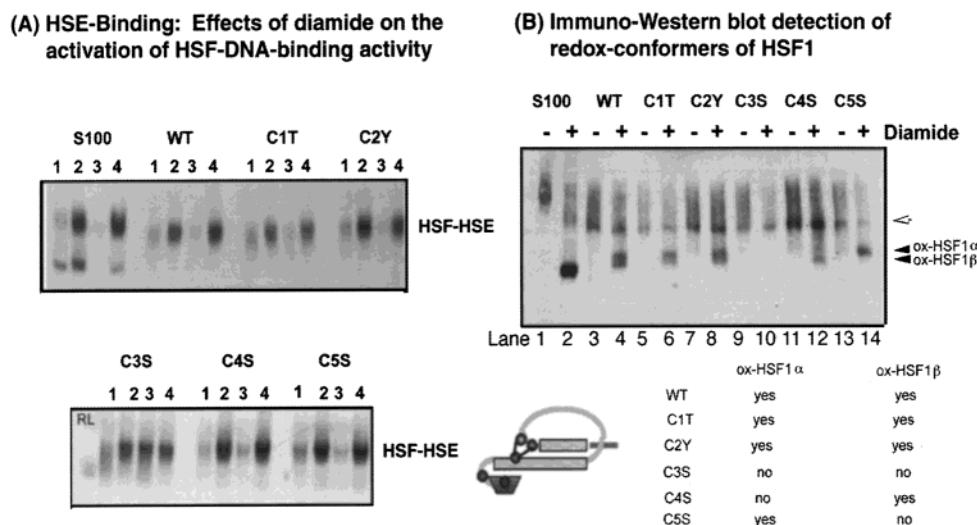 (A) HSE-Binding: Effects of diamide on the
activation of HSF-DNA-binding activity
S100 WT C1T C2Y
1 2 3 4 1 2 3 4 1 2 3 4 1 2 3 4
HSF-HSE
C3S C4S C5S
1 2 3 4 1 2 3 4 1 2 3 4
RL
HSF-HSE
(B) Immuno-Western blot detection of
redox-conformers of HSF1
S100 WT C1T C2Y C3S C4S C5S
- + - + - + - + - + - + - + Diamide
ox-HSF1α
ox-HSF1β
Lane 1 2 3 4 5 6 7 8 9 10 11 12 13 14
ox-HSF1α ox-HSF1β
WT yes yes
C1T yes yes
C2Y yes yes
C3S no no
C4S no yes
C5S yes no